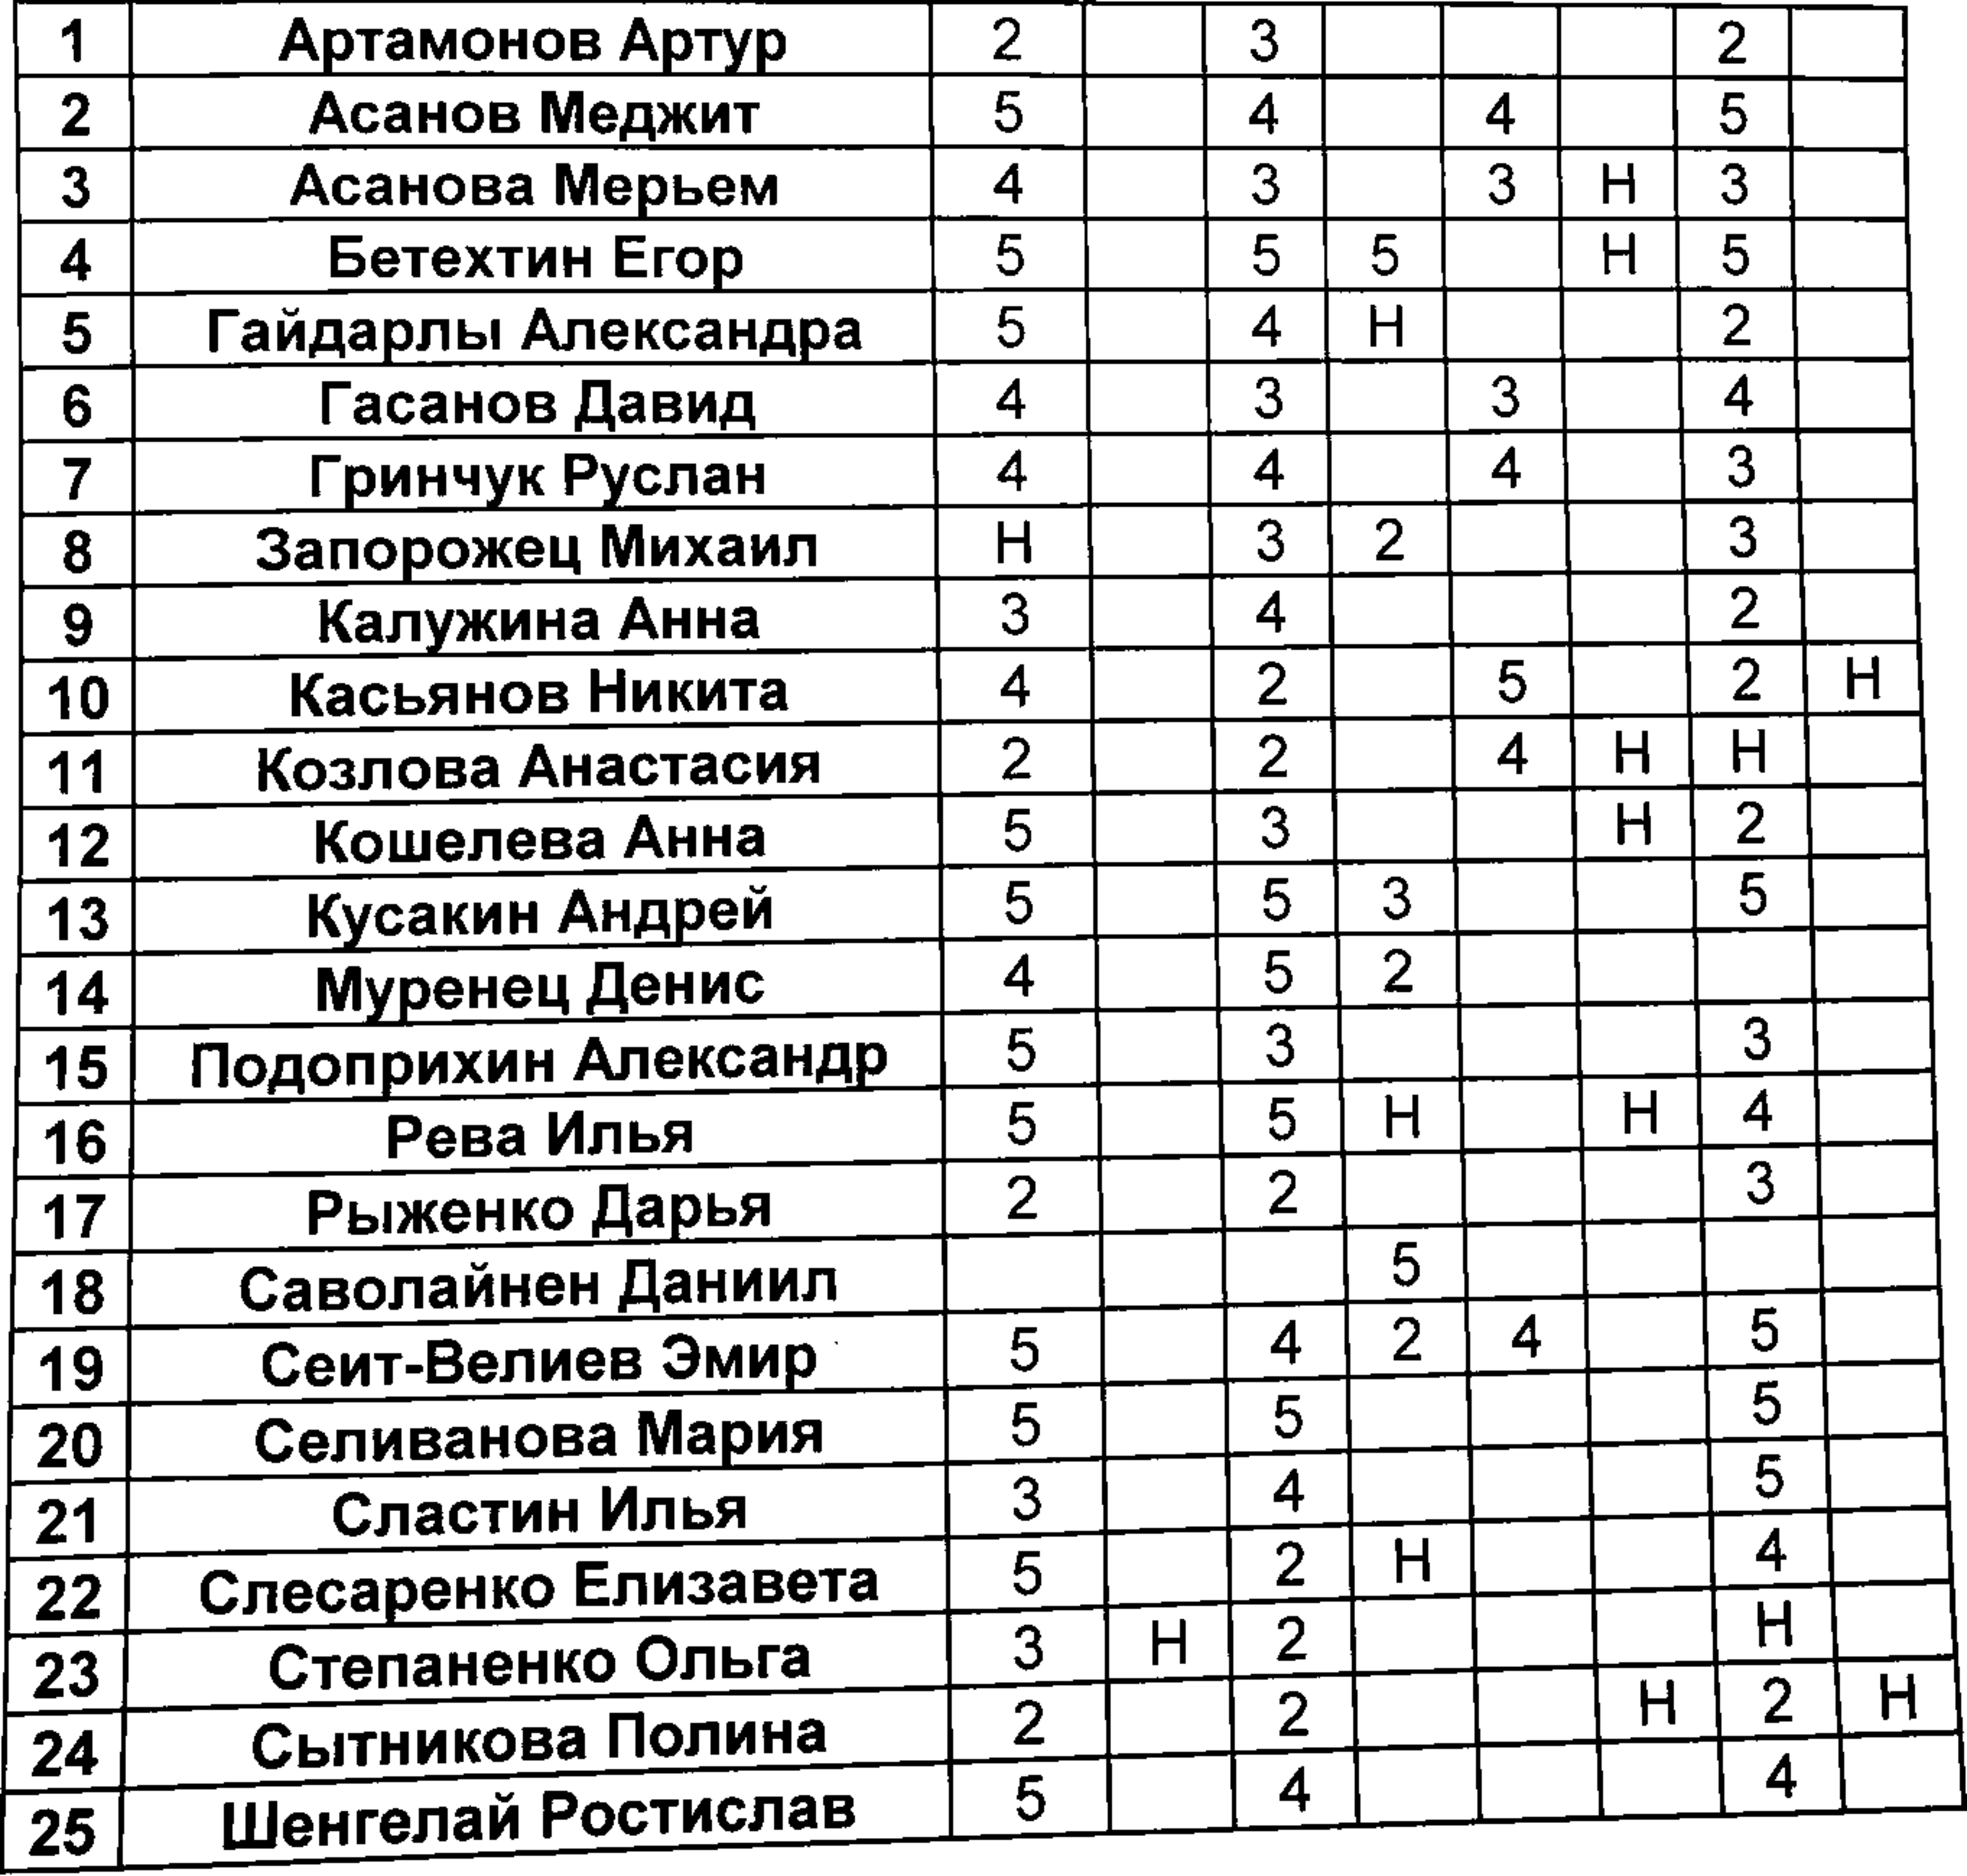 1 Артамонов Артур 2 3 2
2 Асанов Меджит 5 4 4 5
3 Асанова Мерьем 4 3 3 Н 3
4 Бетехтин Егор 5 5 5 Н 5
5 Гайдарлы Александра 5 4 Н 2
6 Гасанов Давид 4 3 3 4
7 Гринчук Руслан 4 4 4 3
8 Запорожец Михаил Н 3 2 3
9 Калужина Анна 3 4 2
10 Касьянов Никита 4 2 5 2 Н
11 Козлова Анастасия 2 2 4 Н Н
12 Кошелева Анна 5 3 Н 2
13 Кусакин Андрей 5 5 3 5
14 Муренец Денис 4 5 2
15 Подоприхин Александр 5 3 3
16 Рева Илья 5 5 Н Н 4
17 Рыженко Дарья 2 2 3
18 Саволайнен Даниил 5
19 Сеит-Велиев Эмир 5 4 2 4 5
20 Селиванова Мария 5 5 5
21 Сластин Илья 3 4 5
22 Слесаренко Елизавета 5 2 Н 4
23 Степаненко Ольга 3 Н 2 Н
24 Сытникова Полина 2 2 Н 2 Н
25 Шенгелай Ростислав 5 4 4